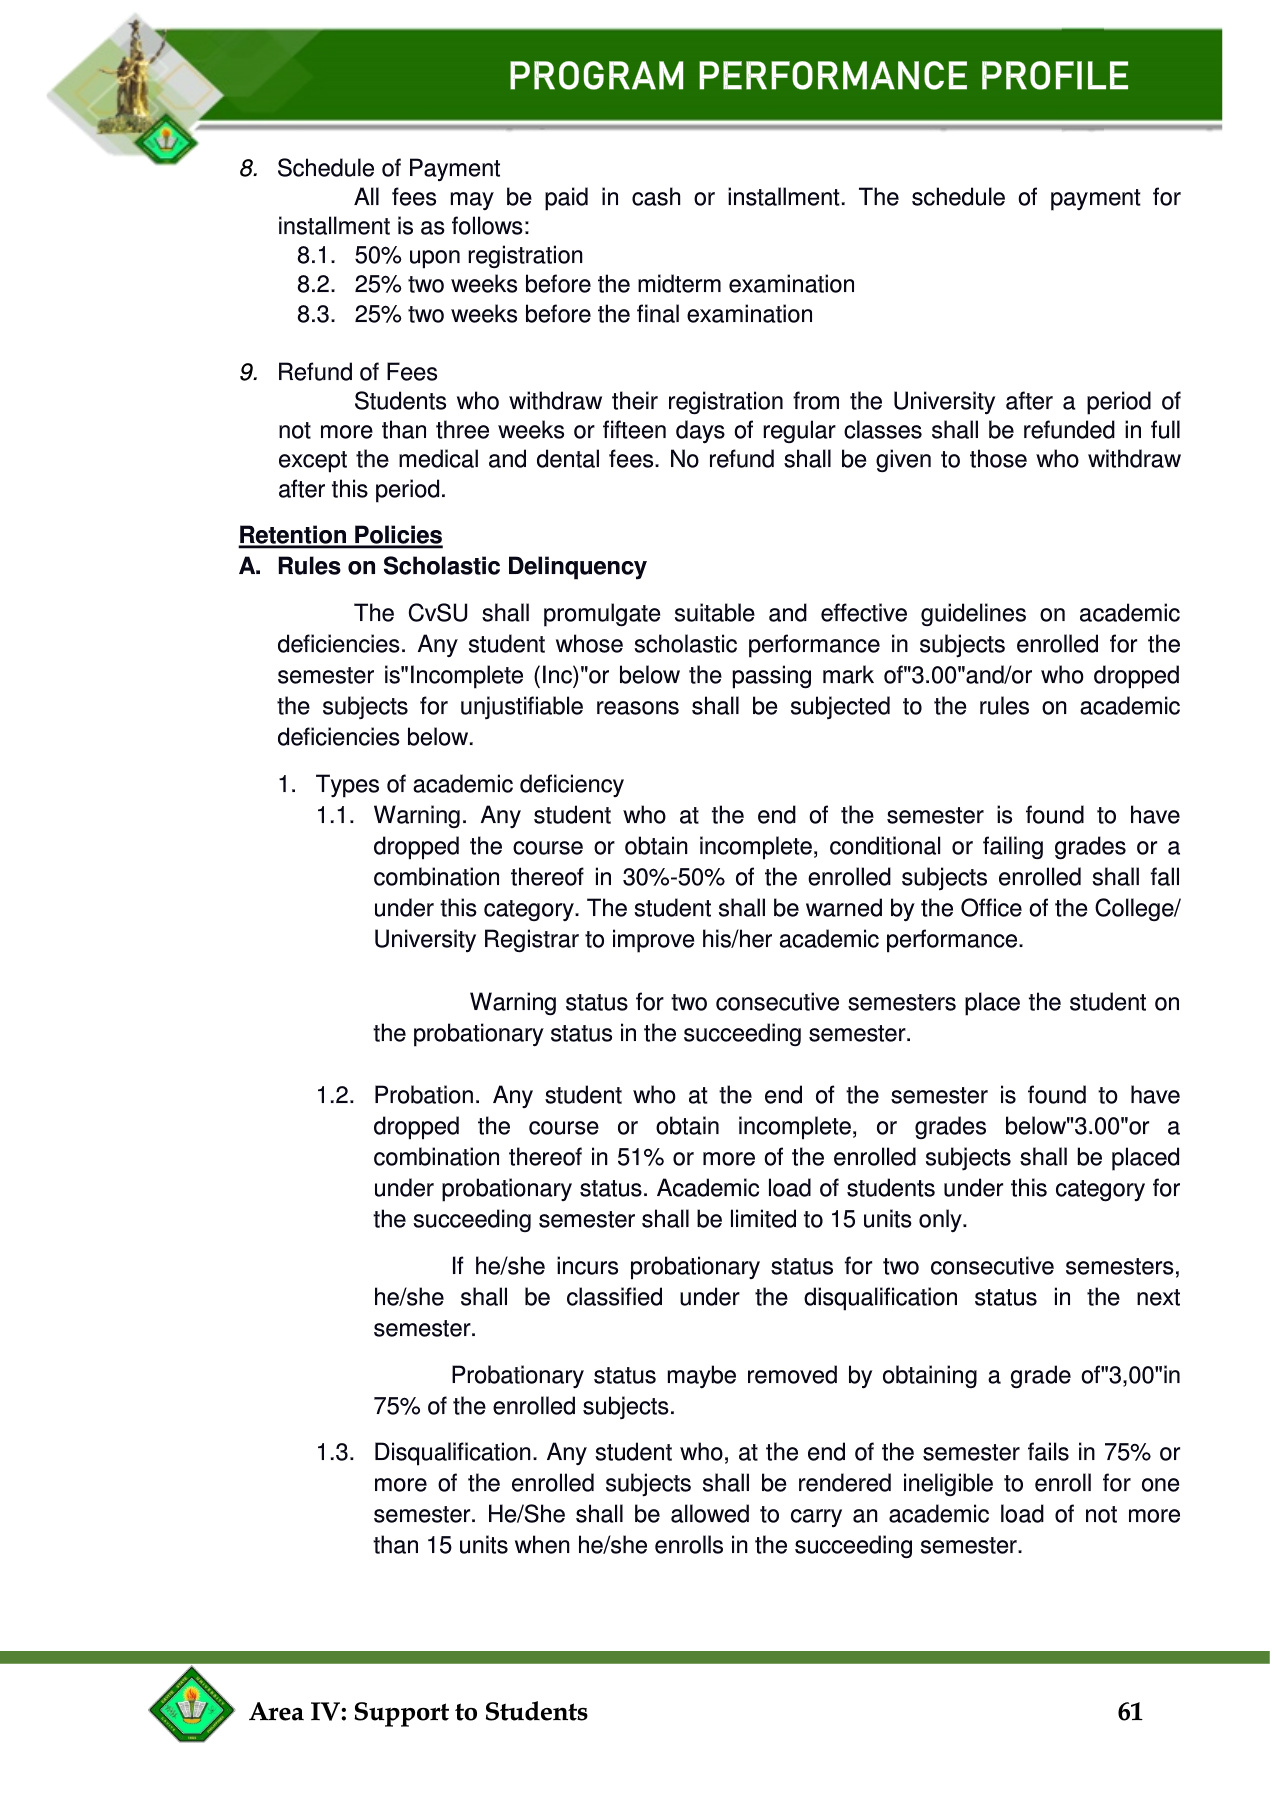 PROGRAM PERFORMANCE PROFILE
8. Schedule of Payment
All fees may be paid in cash or installment. The schedule of payment for
installment is as follows:
8.1. 50% upon registration
8.2. 25% two weeks before the midterm examination
8.3. 25% two weeks before the final examination
9. Refund of Fees
Students who withdraw their registration from the University after a period of
not more than three weeks or fifteen days of regular classes shall be refunded in full
except the medical and dental fees. No refund shall be given to those who withdraw
after this period.
Retention Policies
A. Rules on Scholastic Delinquency
The CvSU shall promulgate suitable and effective guidelines on academic
deficiencies. Any student whose scholastic performance in subjects enrolled for the
semester is"Incomplete (Inc)"or below the passing mark of"3.00"and/or who dropped
the subjects for unjustifiable reasons shall be subjected to the rules on academic
deficiencies below.
1. Types of academic deficiency
1.1. Warning. Any student who at the end of the semester is found to have
dropped the course or obtain incomplete, conditional or failing grades or a
combination thereof in 30%-50% of the enrolled subjects enrolled shall fall
under this category. The student shall be warned by the Office of the College/
University Registrar to improve his/her academic performance.
Warning status for two consecutive semesters place the student on
the probationary status in the succeeding semester.
1.2. Probation. Any student who at the end of the semester is found to have
dropped the course or obtain incomplete, or grades below"3.00"or a
combination thereof in 51% or more of the enrolled subjects shall be placed
under probationary status. Academic load of students under this category for
the succeeding semester shall be limited to 15 units only.
If he/she incurs probationary status for two consecutive semesters,
he/she shall be classified under the disqualification status in the next
semester.
Probationary status maybe removed by obtaining a grade of"3,00"in
75% of the enrolled subjects.
1.3. Disqualification. Any student who, at the end of the semester fails in 75% or
more of the enrolled subjects shall be rendered ineligible to enroll for one
semester. He/She shall be allowed to carry an academic load of not more
than 15 units when he/she enrolls in the succeeding semester.
Area IV: Support to Students 61